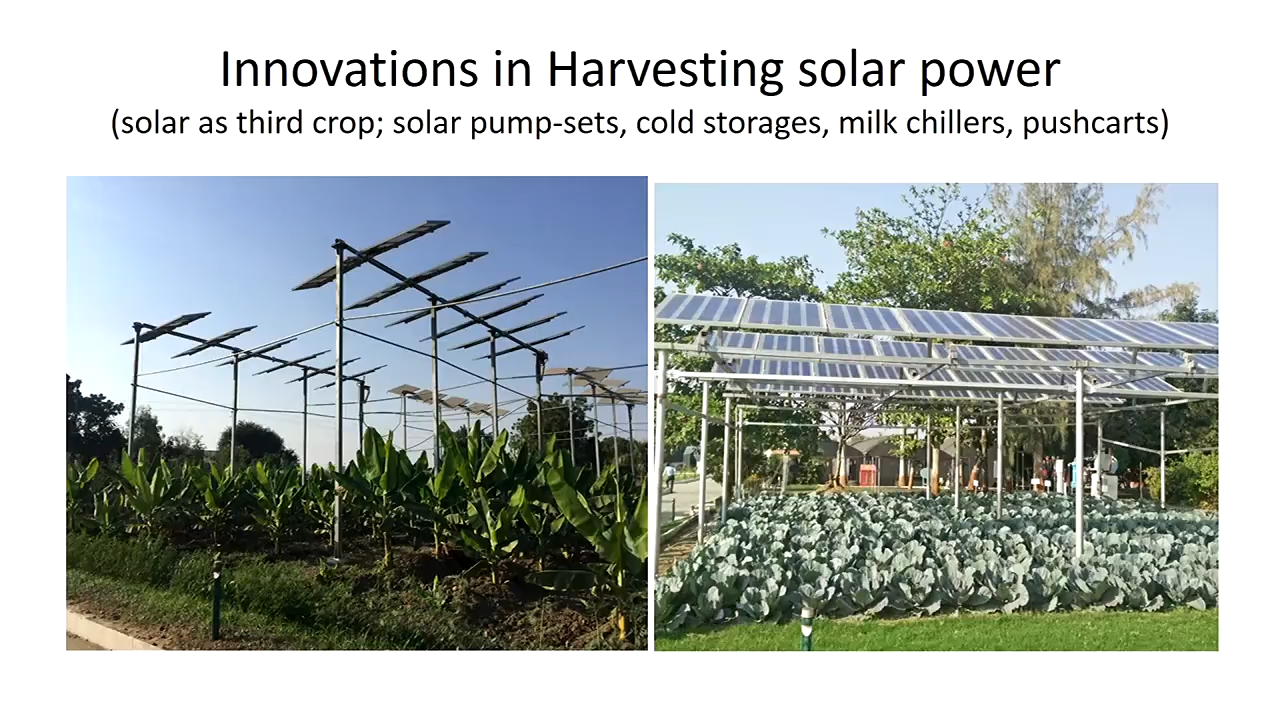 Innovations in Harvesting solar power
(solar as third crop; solar pump-sets, cold storages, milk chillers, pushcarts)